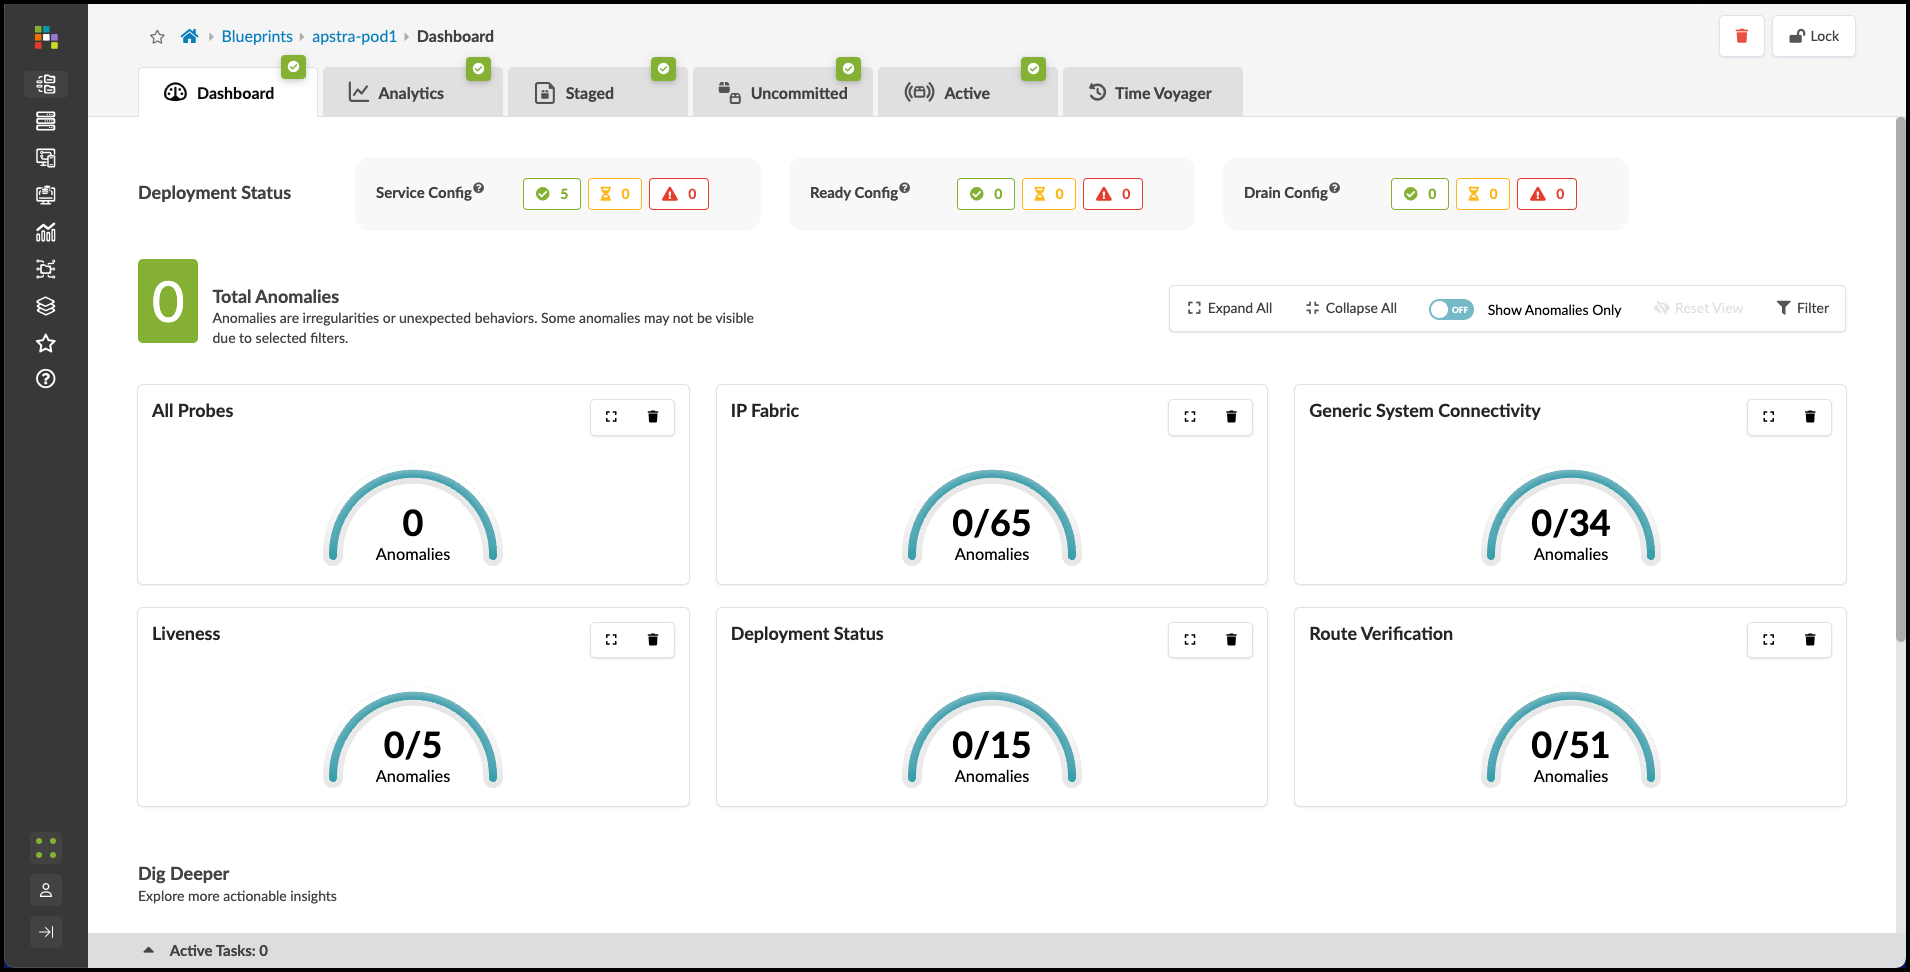 Blueprints apstra-pod1 Dashboard
Lock
Dashboard Analytics Staged Uncommitted Active Time Voyager
Deployment Status Service Config 5 0 0 Ready Config 0 0 0 Drain Config 0 0 0
0
Total Anomalies
Anomalies are irregularities or unexpected behaviors. Some anomalies may not be visible
due to selected filters.
Expand All Collapse All OFF Show Anomalies Only Reset View Filter
All Probes
0
Anomalies
IP Fabric
0/65
Anomalies
Generic System Connectivity
0/34
Anomalies
Liveness
0/5
Anomalies
Deployment Status
0/15
Anomalies
Route Verification
0/51
Anomalies
Dig Deeper
Explore more actionable insights
Active Tasks: 0